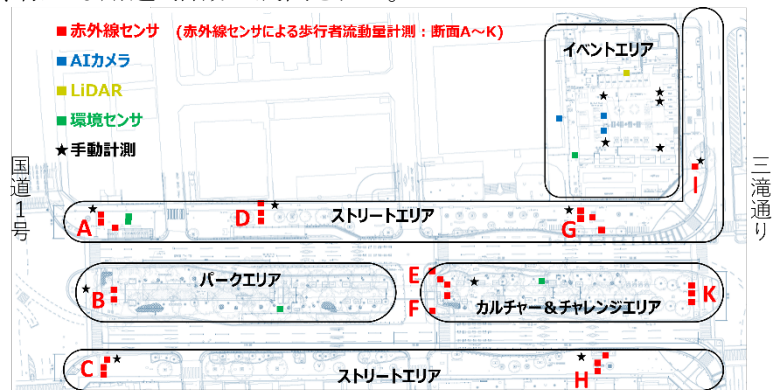 ■赤外線センサ (赤外線センサによる歩行者流動量計測：断面A～K)
■AIカメラ
■LiDAR
■環境センサ
★手動計測
イベントエリア
国道1号
三滝通り
I
A
D
ストリートエリア
G
パークエリア
B
E
F
カルチャー＆チャレンジエリア
K
C
ストリートエリア
H